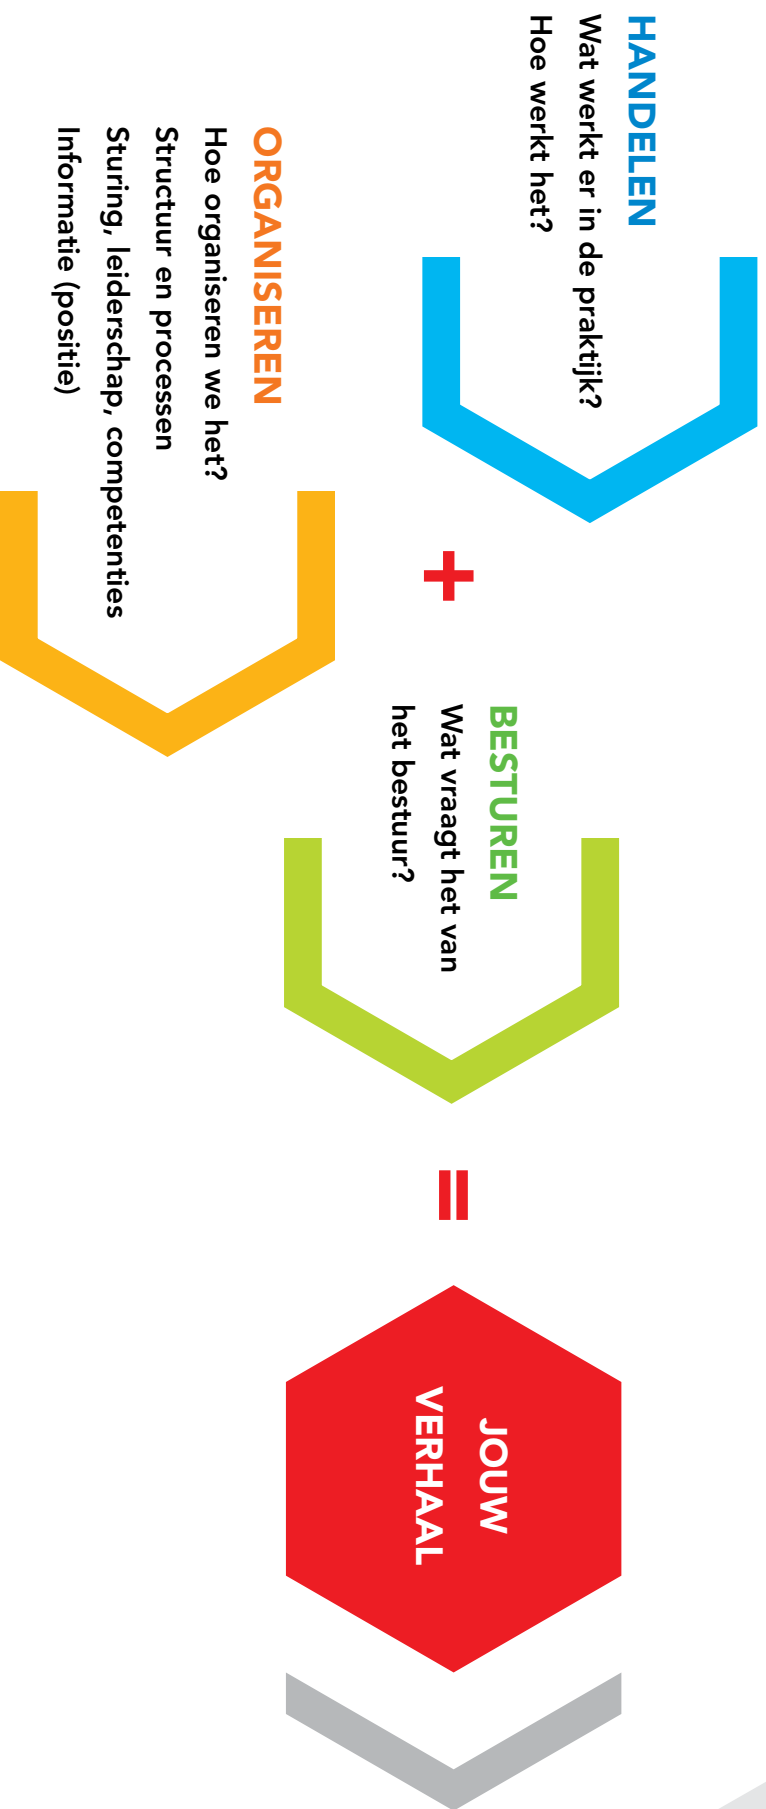 HANDELEN
Wat werkt er in de praktijk?
Hoe werkt het?
+
ORGANISEREN
Hoe organiseren we het?
Structuur en processen
Sturing, leiderschap, competenties
Informatie (positie)
BESTUREN
Wat vraagt het van
het bestuur?
=
JOUW
VERHAAL